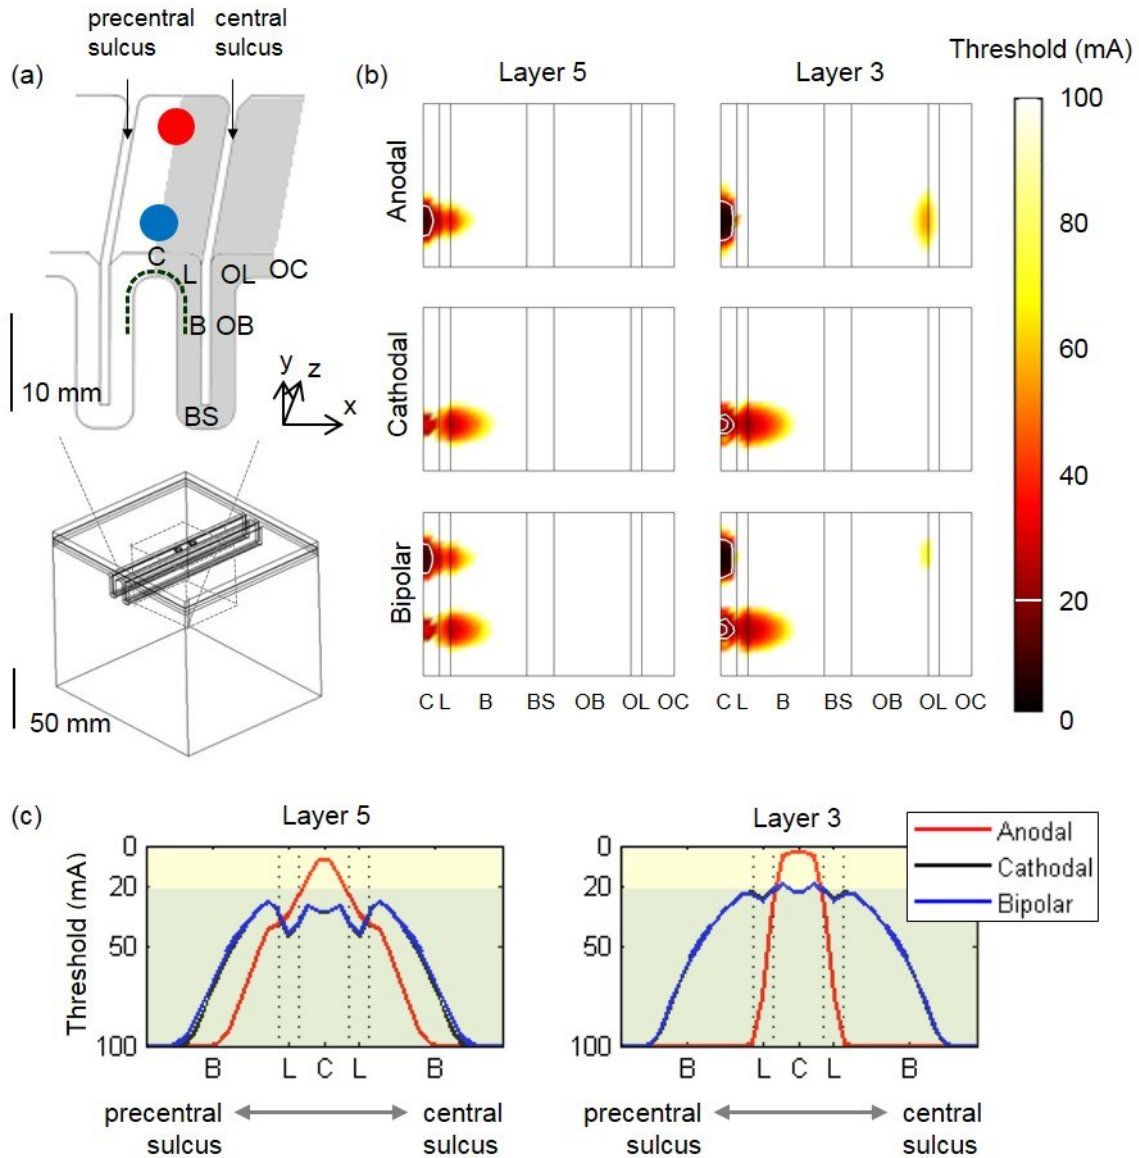 precentral
sulcus
central
sulcus
(a)
C
L
OL
OC
B
OB
BS
10 mm
y
z
x
50 mm
(b)
Layer 5
Layer 3
Threshold (mA)
Anodal
Cathodal
Bipolar
100
80
60
40
20
0
C L B BS OB OL OC
C L B BS OB OL OC
(c)
Layer 5
Threshold (mA)
0
20
50
100
B L C L B
precentral
sulcus
central
sulcus
Layer 3
0
20
50
100
B L C L B
precentral
sulcus
central
sulcus
Anodal
Cathodal
Bipolar